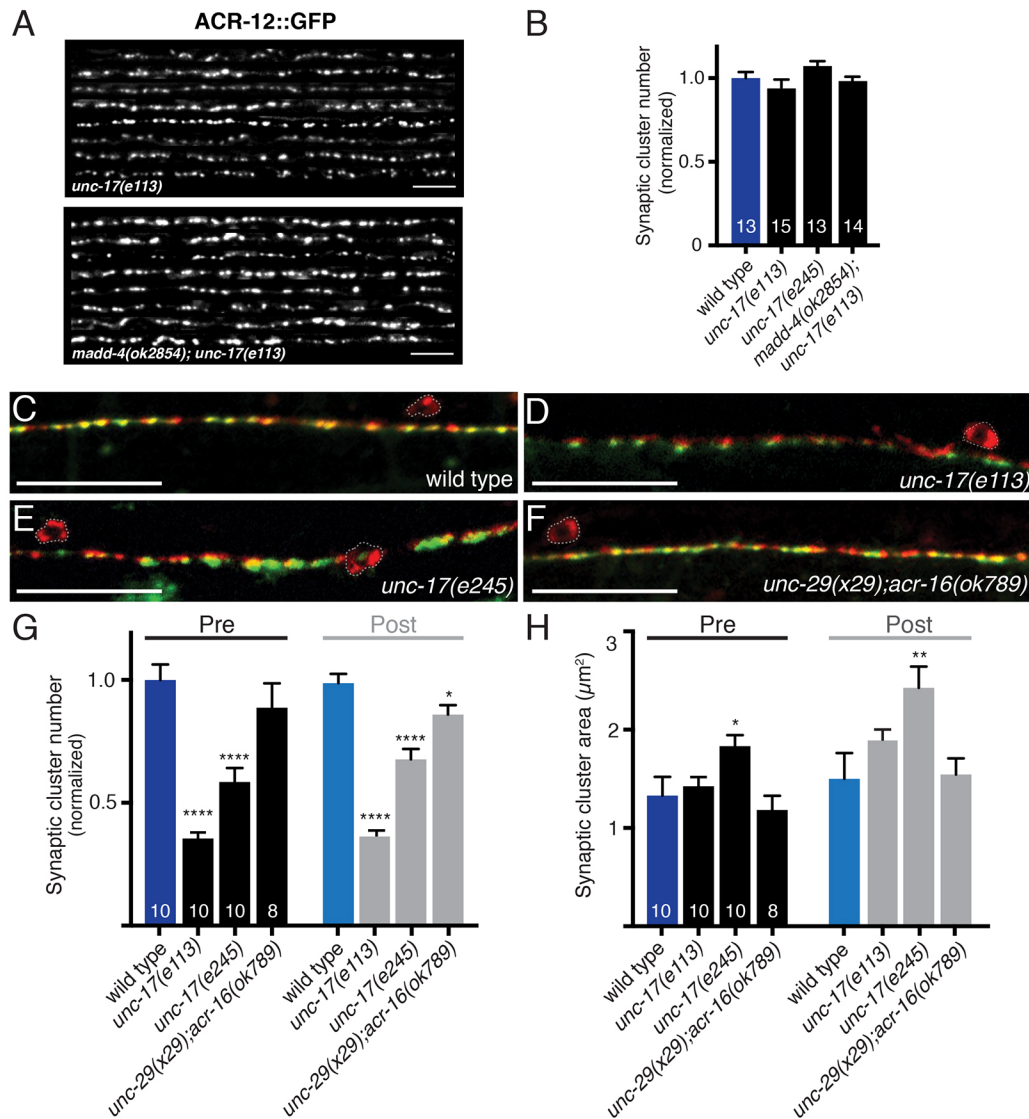 A
ACR-12::GFP
unc-17(e113)
madd-4(ok2854); unc-17(e113)
B
Synaptic cluster number
(normalized)
1.0
0.5
0
13
15
13
14
wild type
unc-17(e113)
unc-17(e245)
madd-4(ok2854);
unc-17(e113)
C
wild type
D
unc-17(e113)
E
unc-17(e245)
F
unc-29(x29);acr-16(ok789)
G
Pre
Post
Synaptic cluster number
(normalized)
1.0
0.5
****
****
****
****
*
10
10
10
8
wild type
unc-17(e113)
unc-17(e245)
unc-29(x29);acr-16(ok789)
wild type
unc-17(e113)
unc-17(e245)
unc-29(x29);acr-16(ok789)
H
Pre
Post
Synaptic cluster area (µm²)
3
2
1
*
**
10
10
10
8
wild type
unc-17(e113)
unc-17(e245)
unc-29(x29);acr-16(ok789)
wild type
unc-17(e113)
unc-17(e245)
unc-29(x29);acr-16(ok789)